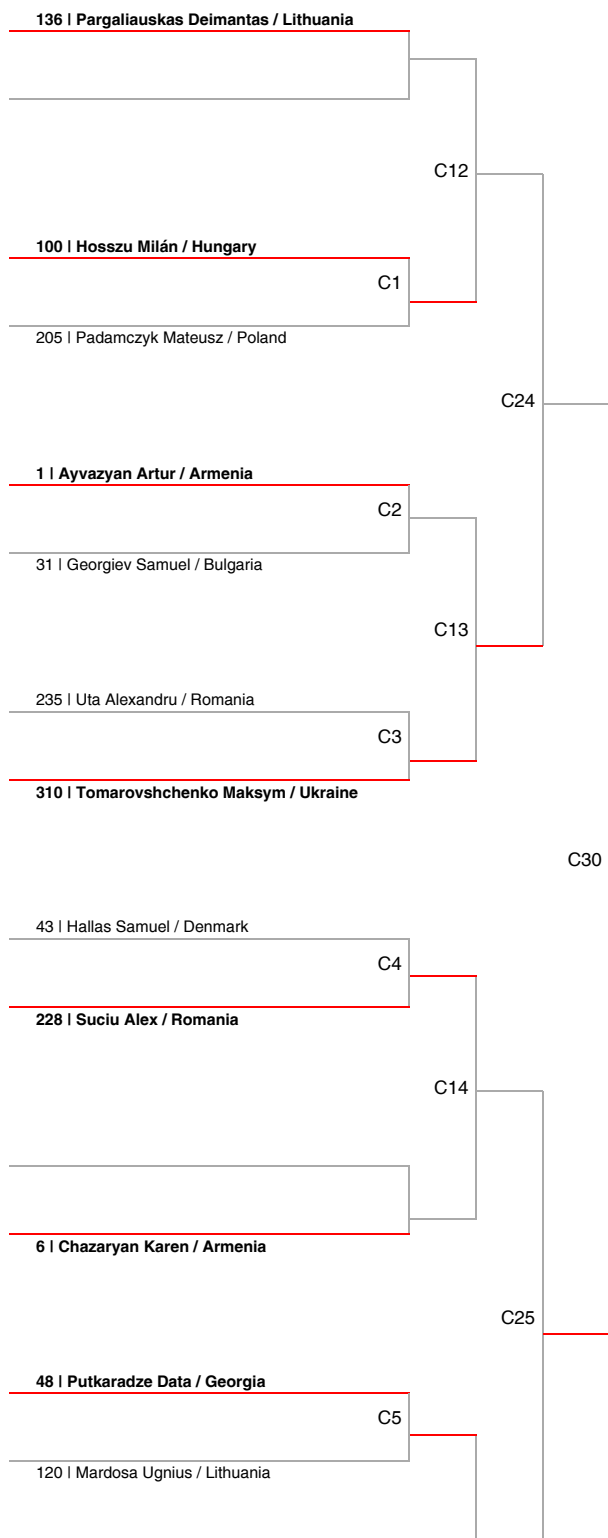 136 | Pargaliauskas Deimantas / Lithuania
C12
100 | Hosszu Milán / Hungary
C1
205 | Padamczyk Mateusz / Poland
C24
1 | Ayvazyan Artur / Armenia
C2
31 | Georgiev Samuel / Bulgaria
C13
235 | Uta Alexandru / Romania
C3
310 | Tomarovshchenko Maksym / Ukraine
C30
43 | Hallas Samuel / Denmark
C4
228 | Suciu Alex / Romania
C14
6 | Chazaryan Karen / Armenia
C25
48 | Putkaradze Data / Georgia
C5
120 | Mardosa Ugnius / Lithuania